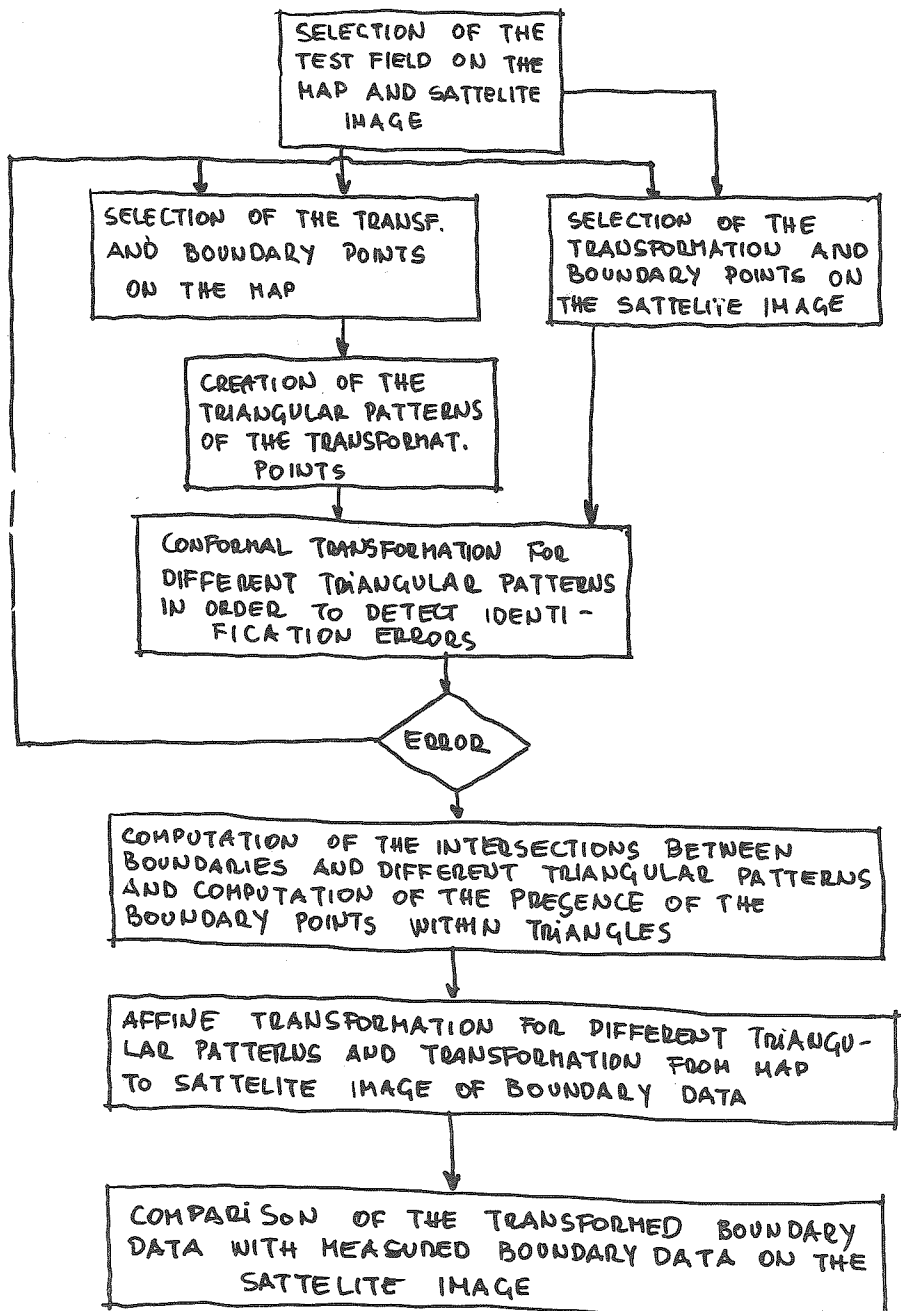 SELECTION OF THE
TEST FIELD ON THE
MAP AND SATTELITE
IMAGE
SELECTION OF THE TRANSF.
AND BOUNDARY POINTS
ON THE MAP
SELECTION OF THE
TRANSFORMATION AND
BOUNDARY POINTS ON
THE SATTELITE IMAGE
CREATION OF THE
TRIANGULAR PATTERNS
OF THE TRANSFORMAT.
POINTS
CONFORMAL TRANSFORMATION FOR
DIFFERENT TRIANGULAR PATTERNS
IN ORDER TO DETECT IDENTI-
FICATION ERRORS
ERROR
COMPUTATION OF THE INTERSECTIONS BETWEEN
BOUNDARIES AND DIFFERENT TRIANGULAR PATTERNS
AND COMPUTATION OF THE PRESENCE OF THE
BOUNDARY POINTS WITHIN TRIANGLES
AFFINE TRANSFORMATION FOR DIFFERENT TRIANGU-
LAR PATTERNS AND TRANSFORMATION FROM MAP
TO SATTELITE IMAGE OF BOUNDARY DATA
COMPARISON OF THE TRANSFORMED BOUNDARY
DATA WITH MEASURED BOUNDARY DATA ON THE
SATTELITE IMAGE